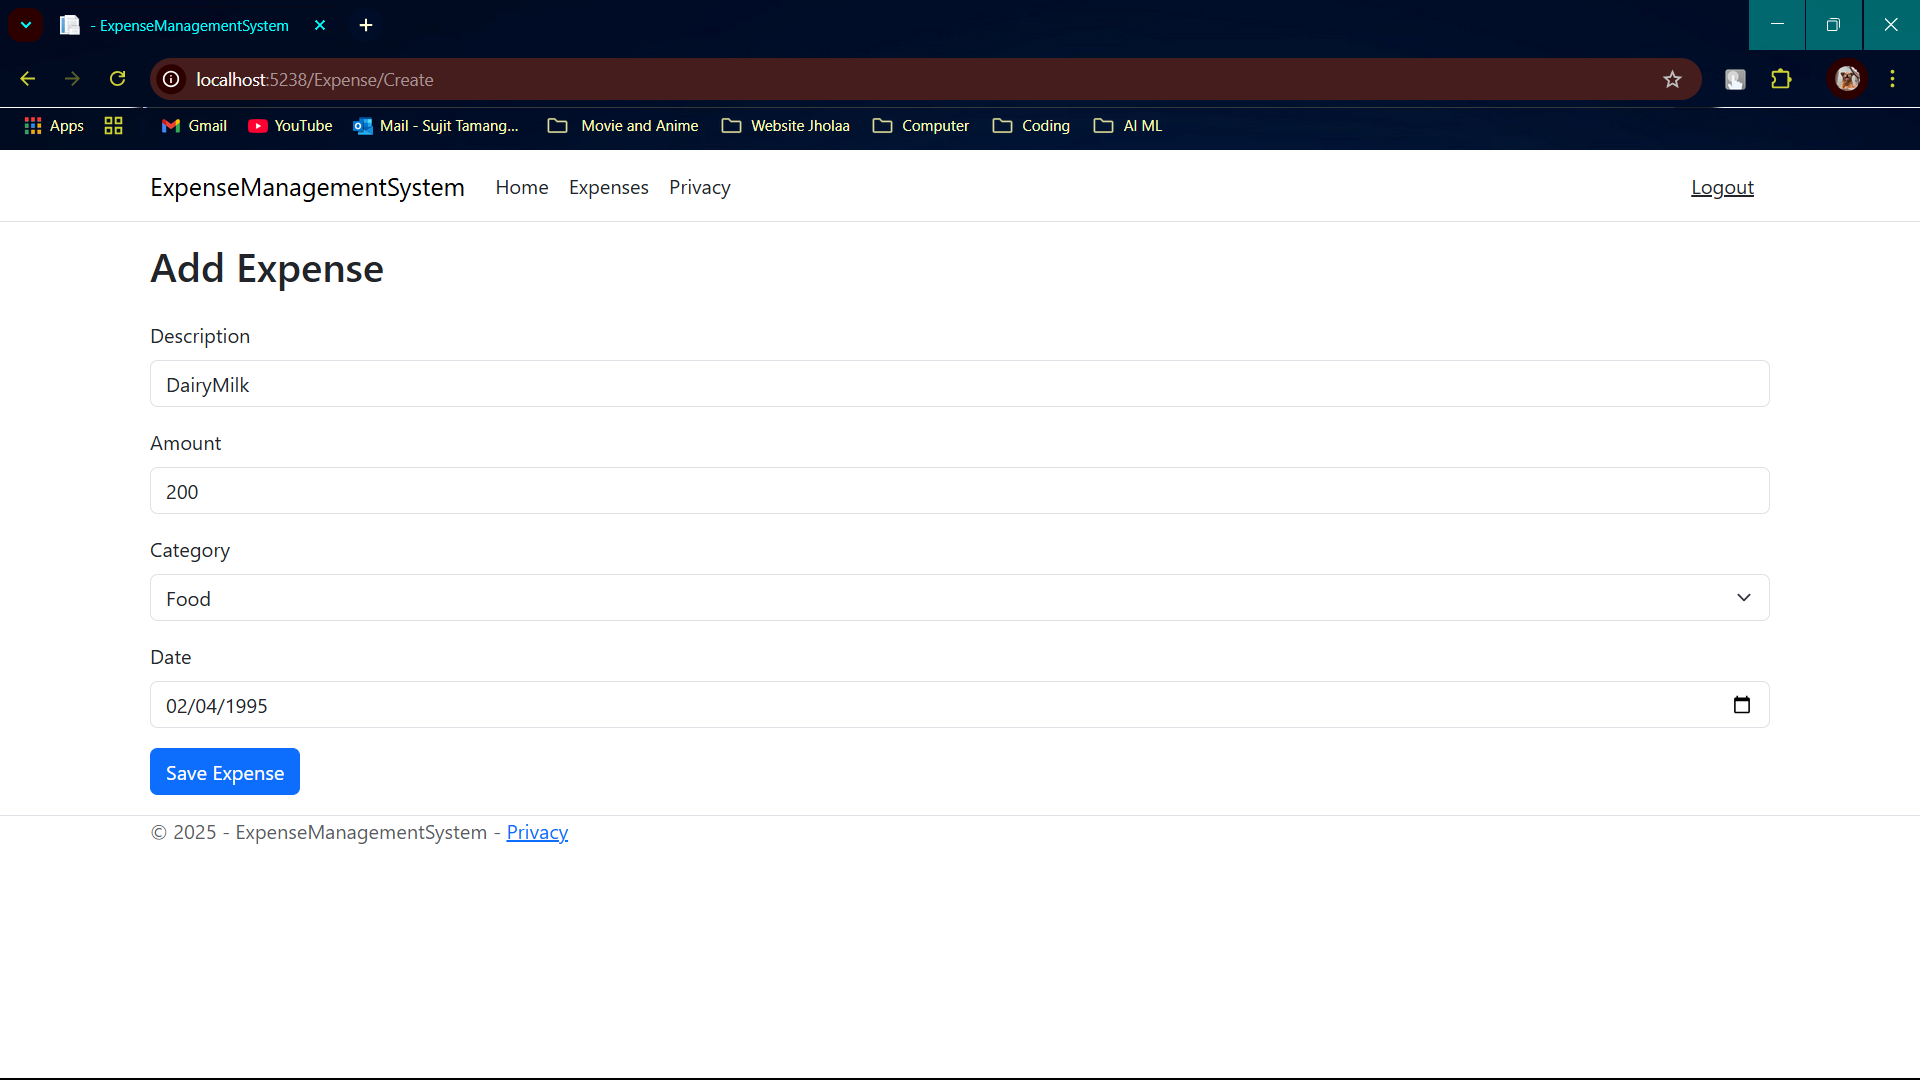 - ExpenseManagementSystem
localhost:5238/Expense/Create
Apps Gmail YouTube Mail - Sujit Tamang... Movie and Anime Website Jholaa Computer Coding AI ML
ExpenseManagementSystem Home Expenses Privacy Logout
Add Expense
Description
DairyMilk
Amount
200
Category
Food
Date
02/04/1995
Save Expense
© 2025 - ExpenseManagementSystem - Privacy